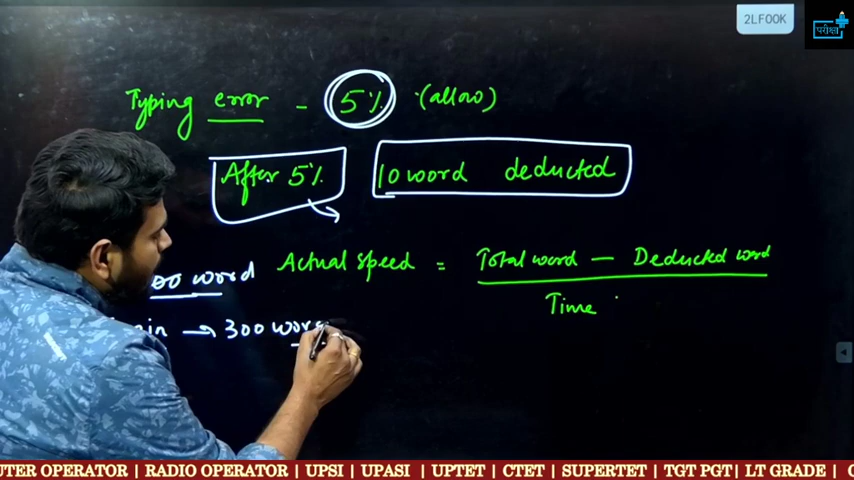 2LFOOK
परीक्षा
Typing error - 5% (allow)
After 5% 10 word deducted
word Actual speed = Total word - Deducted word
Time
→ 300
UTER OPERATOR | RADIO OPERATOR | UPSI | UPASI | UPTET | CTET | SUPERTET | TGT PGT| LT GRADE |